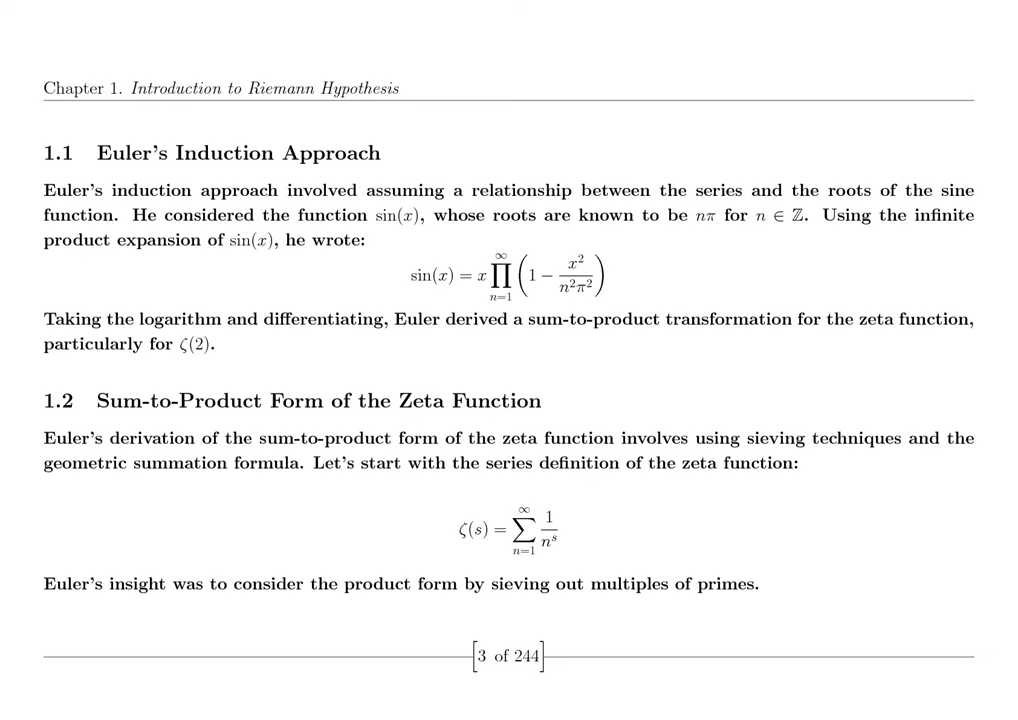 Chapter 1. Introduction to Riemann Hypothesis
1.1 Euler's Induction Approach
Euler's induction approach involved assuming a relationship between the series and the roots of the sine
function. He considered the function sin(x), whose roots are known to be nπ for n ∈ ℤ. Using the infinite
product expansion of sin(x), he wrote:
sin(x) = x ∏_{n=1}^{∞} (1 − x²/(n²π²))
Taking the logarithm and differentiating, Euler derived a sum-to-product transformation for the zeta function,
particularly for ζ(2).
1.2 Sum-to-Product Form of the Zeta Function
Euler's derivation of the sum-to-product form of the zeta function involves using sieving techniques and the
geometric summation formula. Let's start with the series definition of the zeta function:
ζ(s) = ∑_{n=1}^{∞} 1/n^s
Euler's insight was to consider the product form by sieving out multiples of primes.
[3 of 244]